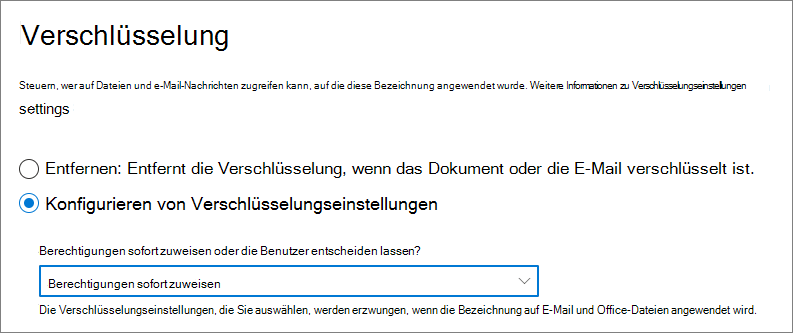 Verschlüsselung
Steuern, wer auf Dateien und e-Mail-Nachrichten zugreifen kann, auf die diese Bezeichnung angewendet wurde. Weitere Informationen zu Verschlüsselungseinstellungen
settings
Entfernen: Entfernt die Verschlüsselung, wenn das Dokument oder die E-Mail verschlüsselt ist.
Konfigurieren von Verschlüsselungseinstellungen
Berechtigungen sofort zuweisen oder die Benutzer entscheiden lassen?
Berechtigungen sofort zuweisen
Die Verschlüsselungseinstellungen, die Sie auswählen, werden erzwungen, wenn die Bezeichnung auf E-Mail und Office-Dateien angewendet wird.